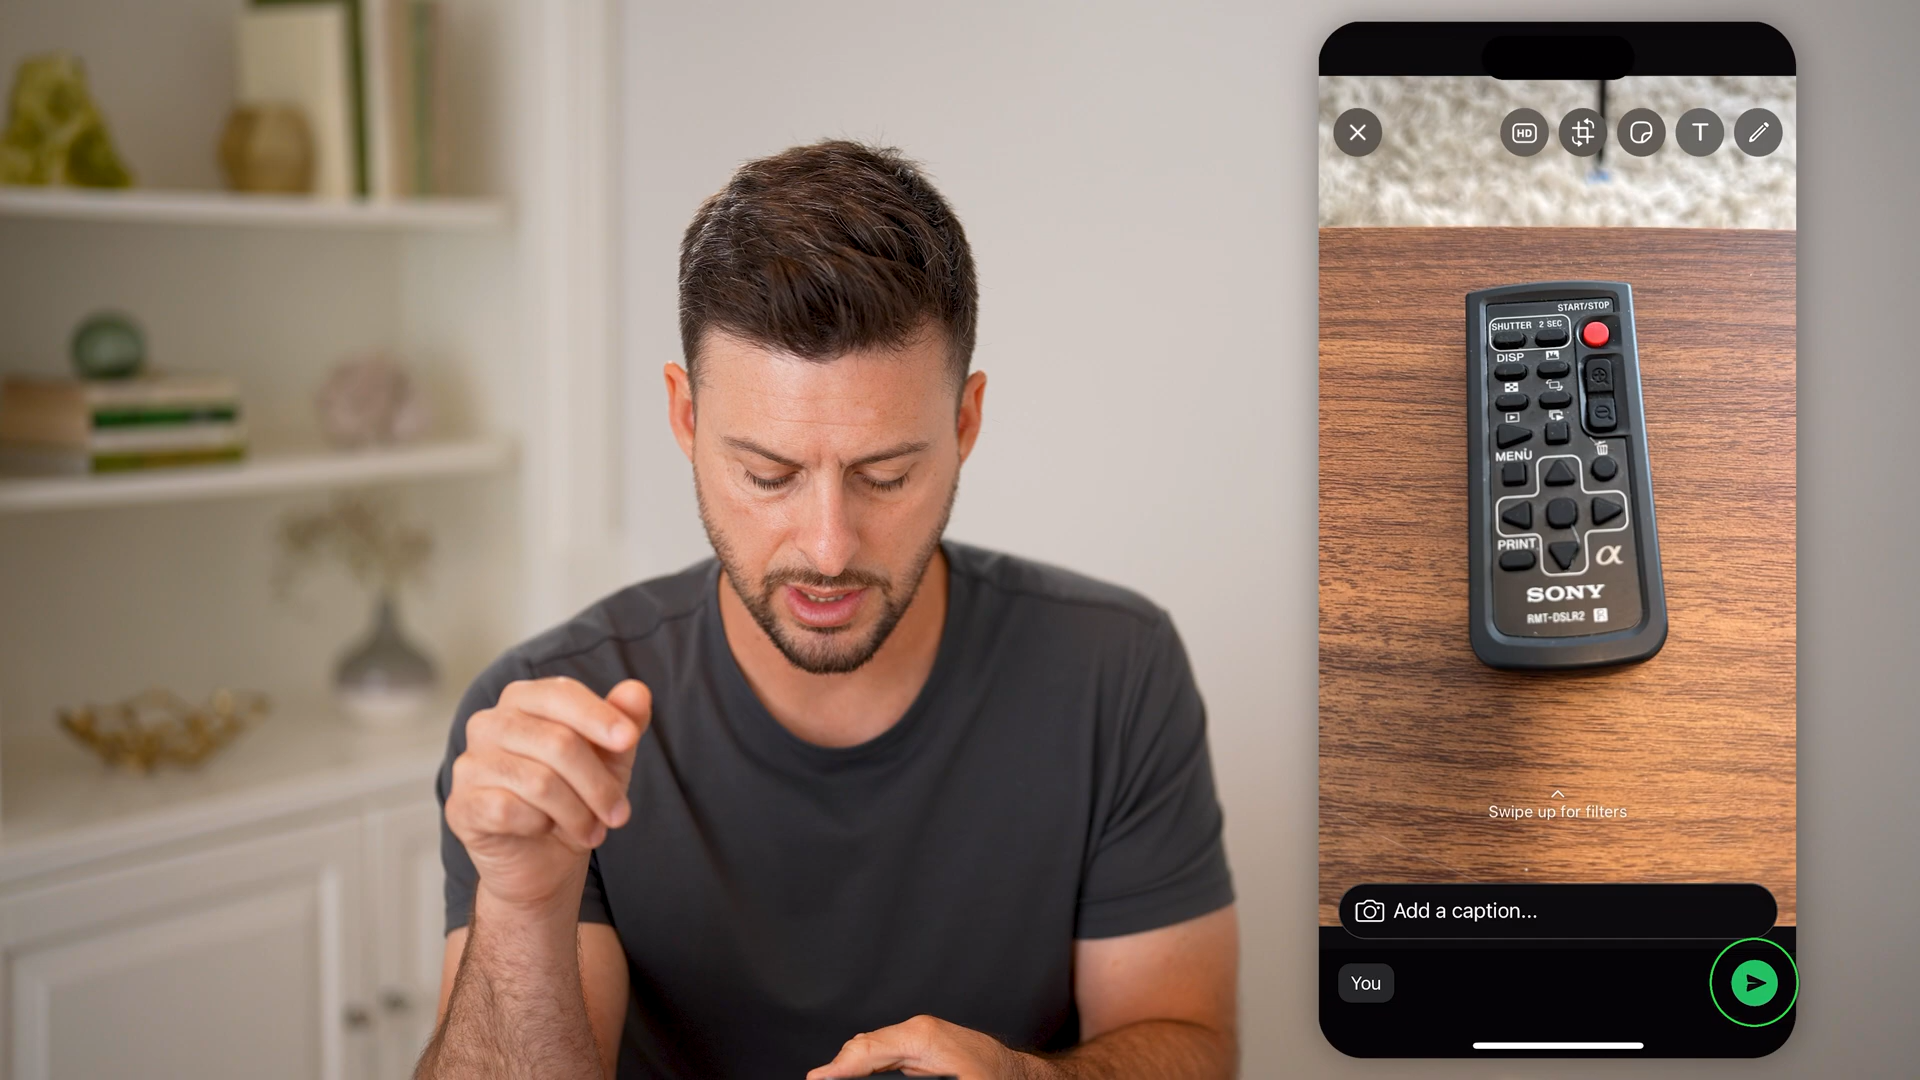 HD
T
START/STOP
SHUTTER 2 SEC
DISP
MENU
PRINT
α
SONY
RMT-DSLR2
Swipe up for filters
Add a caption...
You